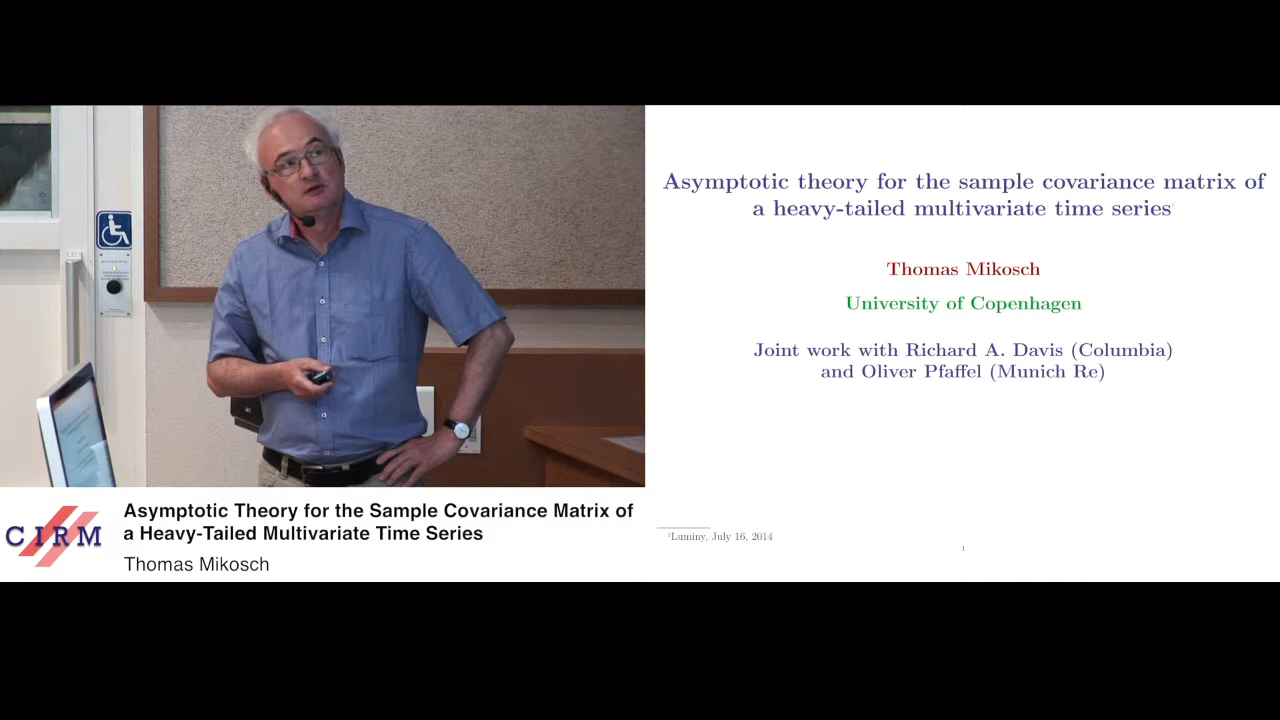 Asymptotic theory for the sample covariance matrix of
a heavy-tailed multivariate time series
Thomas Mikosch
University of Copenhagen
Joint work with Richard A. Davis (Columbia)
and Oliver Pfaffel (Munich Re)
¹Luminy, July 16, 2014
1
CIRM
Asymptotic Theory for the Sample Covariance Matrix of
a Heavy-Tailed Multivariate Time Series
Thomas Mikosch